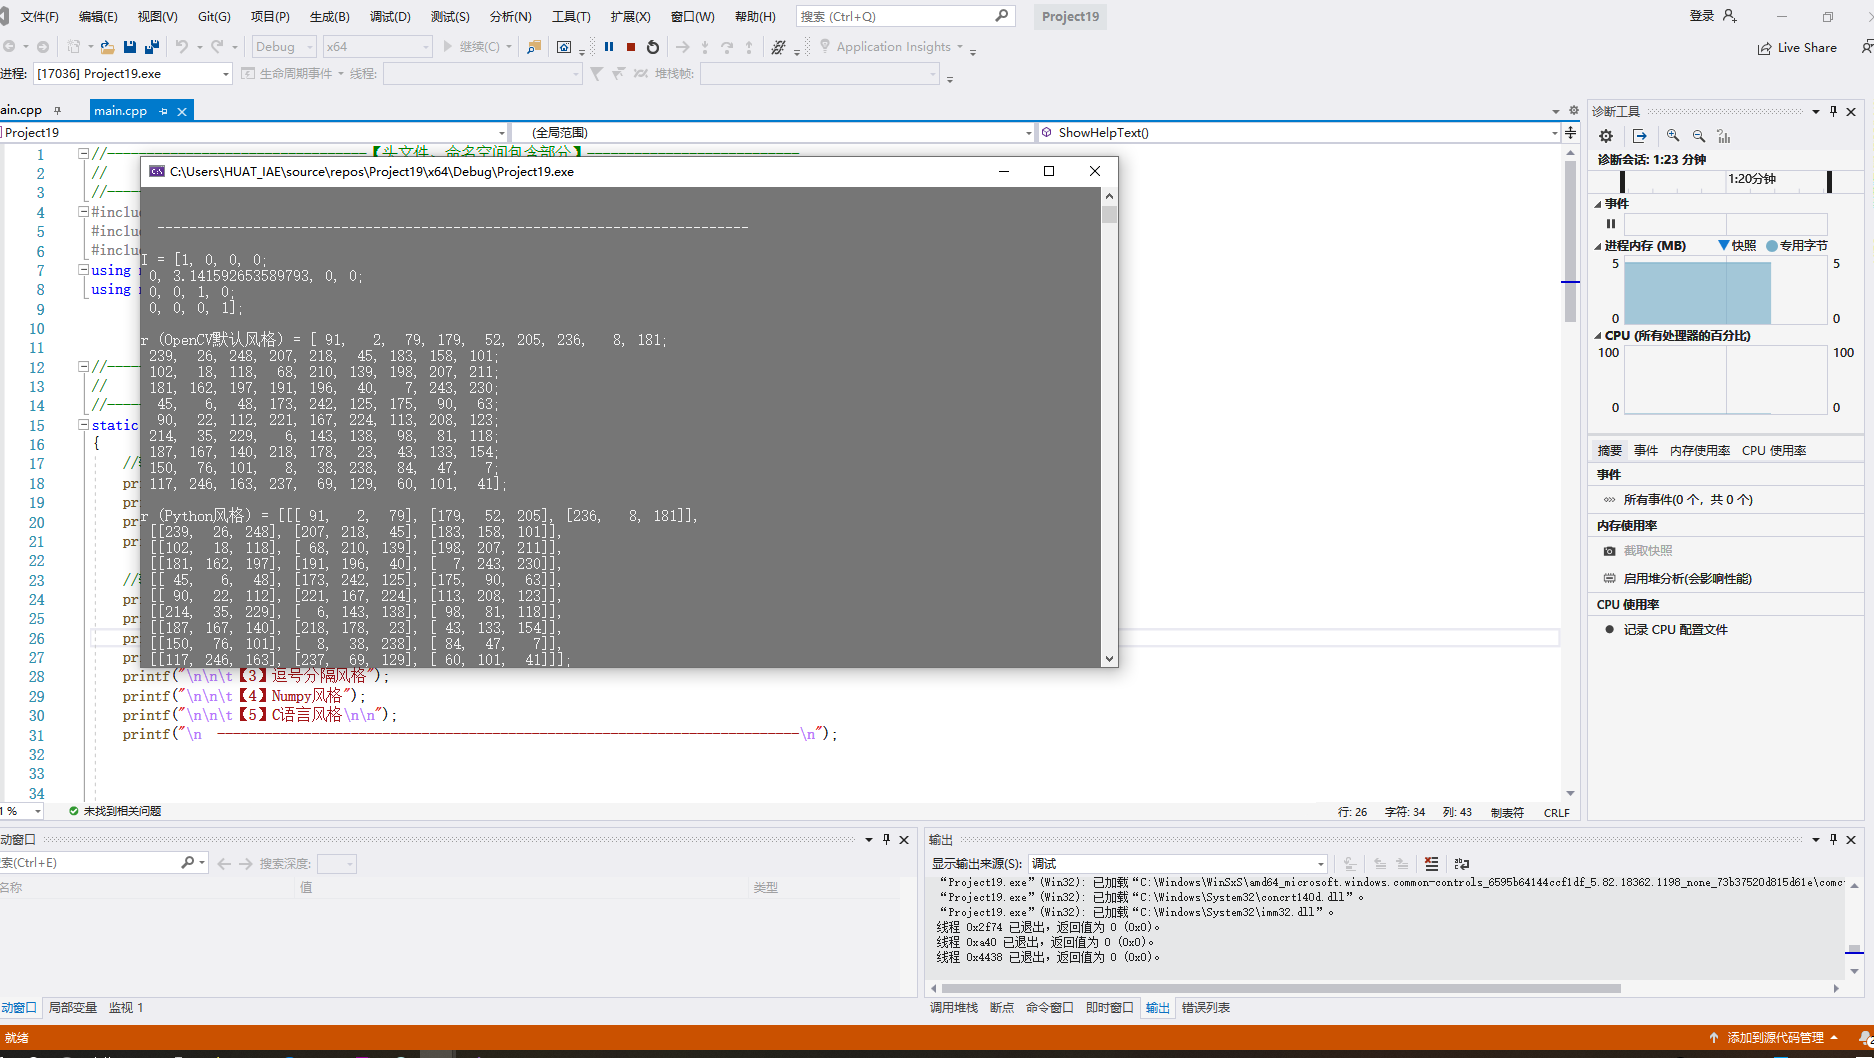 文件(F) 编辑(E) 视图(V) Git(G) 项目(P) 生成(B) 调试(D) 测试(S) 分析(N) 工具(T) 扩展(X) 窗口(W) 帮助(H) 搜索 (Ctrl+Q) Project19 登录
Debug x64 继续(C) Application Insights Live Share
进程: [17036] Project19.exe 生命周期事件 线程: 堆栈帧:
ain.cpp main.cpp
Project19 (全局范围) ShowHelpText()
1 //---------------------------------【头文件、命名空间包含部分】---------------------------
2 //
3 //----
4 #inclu
5 #inclu
6 #inclu
7 using
8 using
9
10
11
12 //----
13 //
14 //----
15 static
16 {
17 //
18 pr
19 pr
20 pr
21 pr
22
23 //
24 pr
25 pr
26 pr
27 pr
28 printf("\n\n\t【3】逗号分隔风格");
29 printf("\n\n\t【4】Numpy风格");
30 printf("\n\n\t【5】C语言风格\n\n");
31 printf("\n  --------------------------------------------------------------------------\n");
32
33
34
C:\Users\HUAT_IAE\source\repos\Project19\x64\Debug\Project19.exe
--------------------------------------------------------------------------
I = [1, 0, 0, 0;
0, 3.141592653589793, 0, 0;
0, 0, 1, 0;
0, 0, 0, 1];
r (OpenCV默认风格) = [ 91,   2,  79, 179,  52, 205, 236,   8, 181;
239,  26, 248, 207, 218,  45, 183, 158, 101;
102,  18, 118,  68, 210, 139, 198, 207, 211;
181, 162, 197, 191, 196,  40,   7, 243, 230;
45,   6,  48, 173, 242, 125, 175,  90,  63;
90,  22, 112, 221, 167, 224, 113, 208, 123;
214,  35, 229,   6, 143, 138,  98,  81, 118;
187, 167, 140, 218, 178,  23,  43, 133, 154;
150,  76, 101,   8,  38, 238,  84,  47,   7;
117, 246, 163, 237,  69, 129,  60, 101,  41];
r (Python风格) = [[[ 91,   2,  79], [179,  52, 205], [236,   8, 181]],
[[239,  26, 248], [207, 218,  45], [183, 158, 101]],
[[102,  18, 118], [ 68, 210, 139], [198, 207, 211]],
[[181, 162, 197], [191, 196,  40], [  7, 243, 230]],
[[ 45,   6,  48], [173, 242, 125], [175,  90,  63]],
[[ 90,  22, 112], [221, 167, 224], [113, 208, 123]],
[[214,  35, 229], [  6, 143, 138], [ 98,  81, 118]],
[[187, 167, 140], [218, 178,  23], [ 43, 133, 154]],
[[150,  76, 101], [  8,  38, 238], [ 84,  47,   7]],
[[117, 246, 163], [237,  69, 129], [ 60, 101,  41]]];
诊断工具
诊断会话: 1:23 分钟
1:20分钟
事件
进程内存 (MB) 快照 专用字节
5 5
0 0
CPU (所有处理器的百分比)
100 100
0 0
摘要 事件 内存使用率 CPU 使用率
事件
所有事件(0 个，共 0 个)
内存使用率
截取快照
启用堆分析(会影响性能)
CPU 使用率
记录 CPU 配置文件
1 % 未找到相关问题 行: 26 字符: 34 列: 43 制表符 CRLF
动窗口
索(Ctrl+E) 搜索深度:
名称 值 类型
动窗口 局部变量 监视 1
输出
显示输出来源(S): 调试
“Project19.exe”(Win32): 已加载“C:\Windows\WinSxS\amd64_microsoft.windows.common-controls_6595b64144ccf1df_5.82.18362.1198_none_73b37520d815d61e\comc
“Project19.exe”(Win32): 已加载“C:\Windows\System32\concrt140d.dll”。
“Project19.exe”(Win32): 已加载“C:\Windows\System32\imm32.dll”。
线程 0x2f74 已退出，返回值为 0 (0x0)。
线程 0xa40 已退出，返回值为 0 (0x0)。
线程 0x4438 已退出，返回值为 0 (0x0)。
调用堆栈 断点 命令窗口 即时窗口 输出 错误列表
就绪 添加到源代码管理